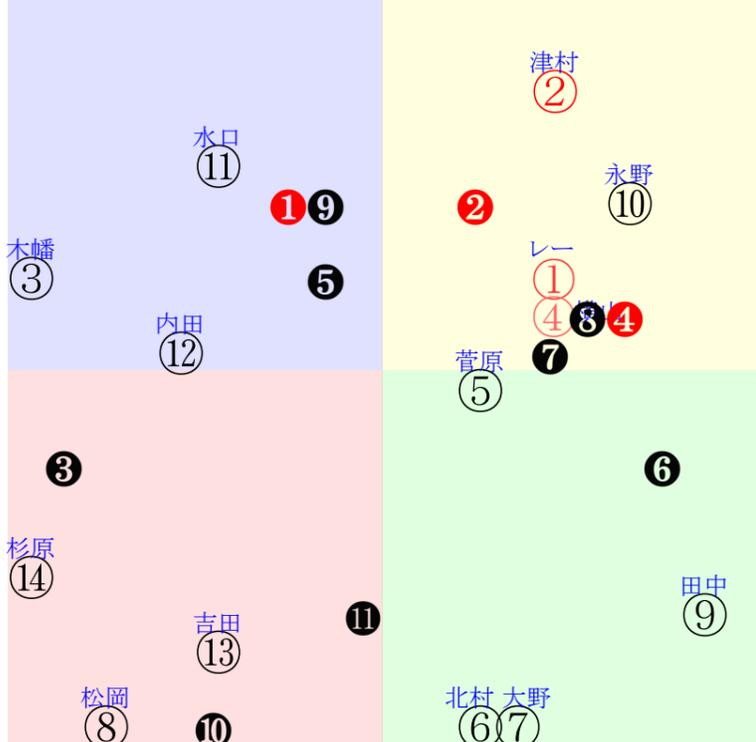 津村
②
水口
⑪
永野
⑩
❶❾
❷
木幡
③
レー
①
❺
内田
⑫
④
❽
❹
菅原
⑤
❼
❸
❻
杉原
⑭
田中
⑨
吉田
⑬
⓫
松岡
⑧
❿
北村 大野
⑥⑦